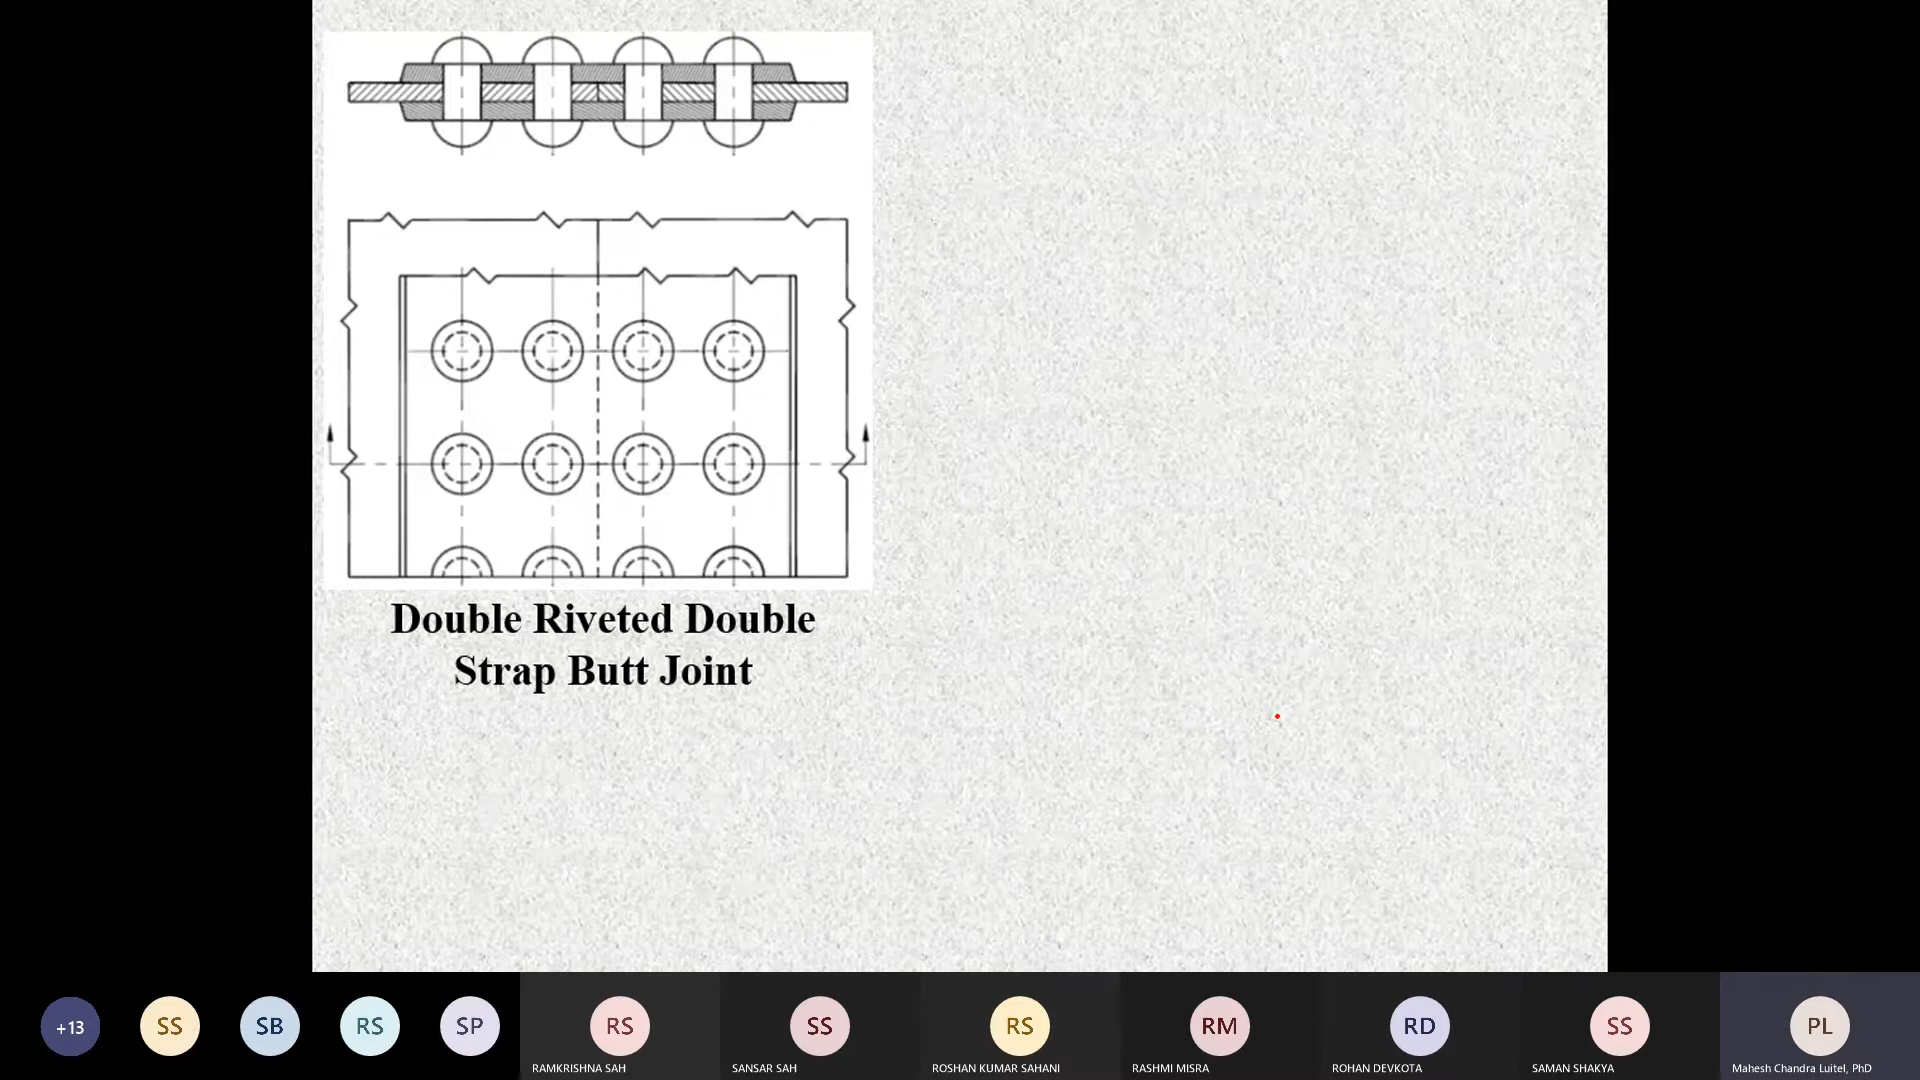 Double Riveted Double
Strap Butt Joint
+13
SS
SB
RS
SP
RS
SS
RS
RM
RD
SS
PL
RAMKRISHNA SAH
SANSAR SAH
ROSHAN KUMAR SAHANI
RASHMI MISRA
ROHAN DEVKOTA
SAMAN SHAKYA
Mahesh Chandra Luitel, PhD